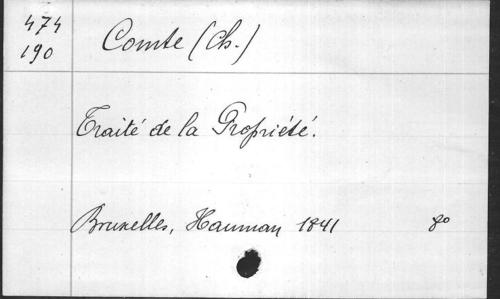 474
190
Comte (Ch.)
Traité de la Propriété.
Bruxelles, Hauman 1841 8º